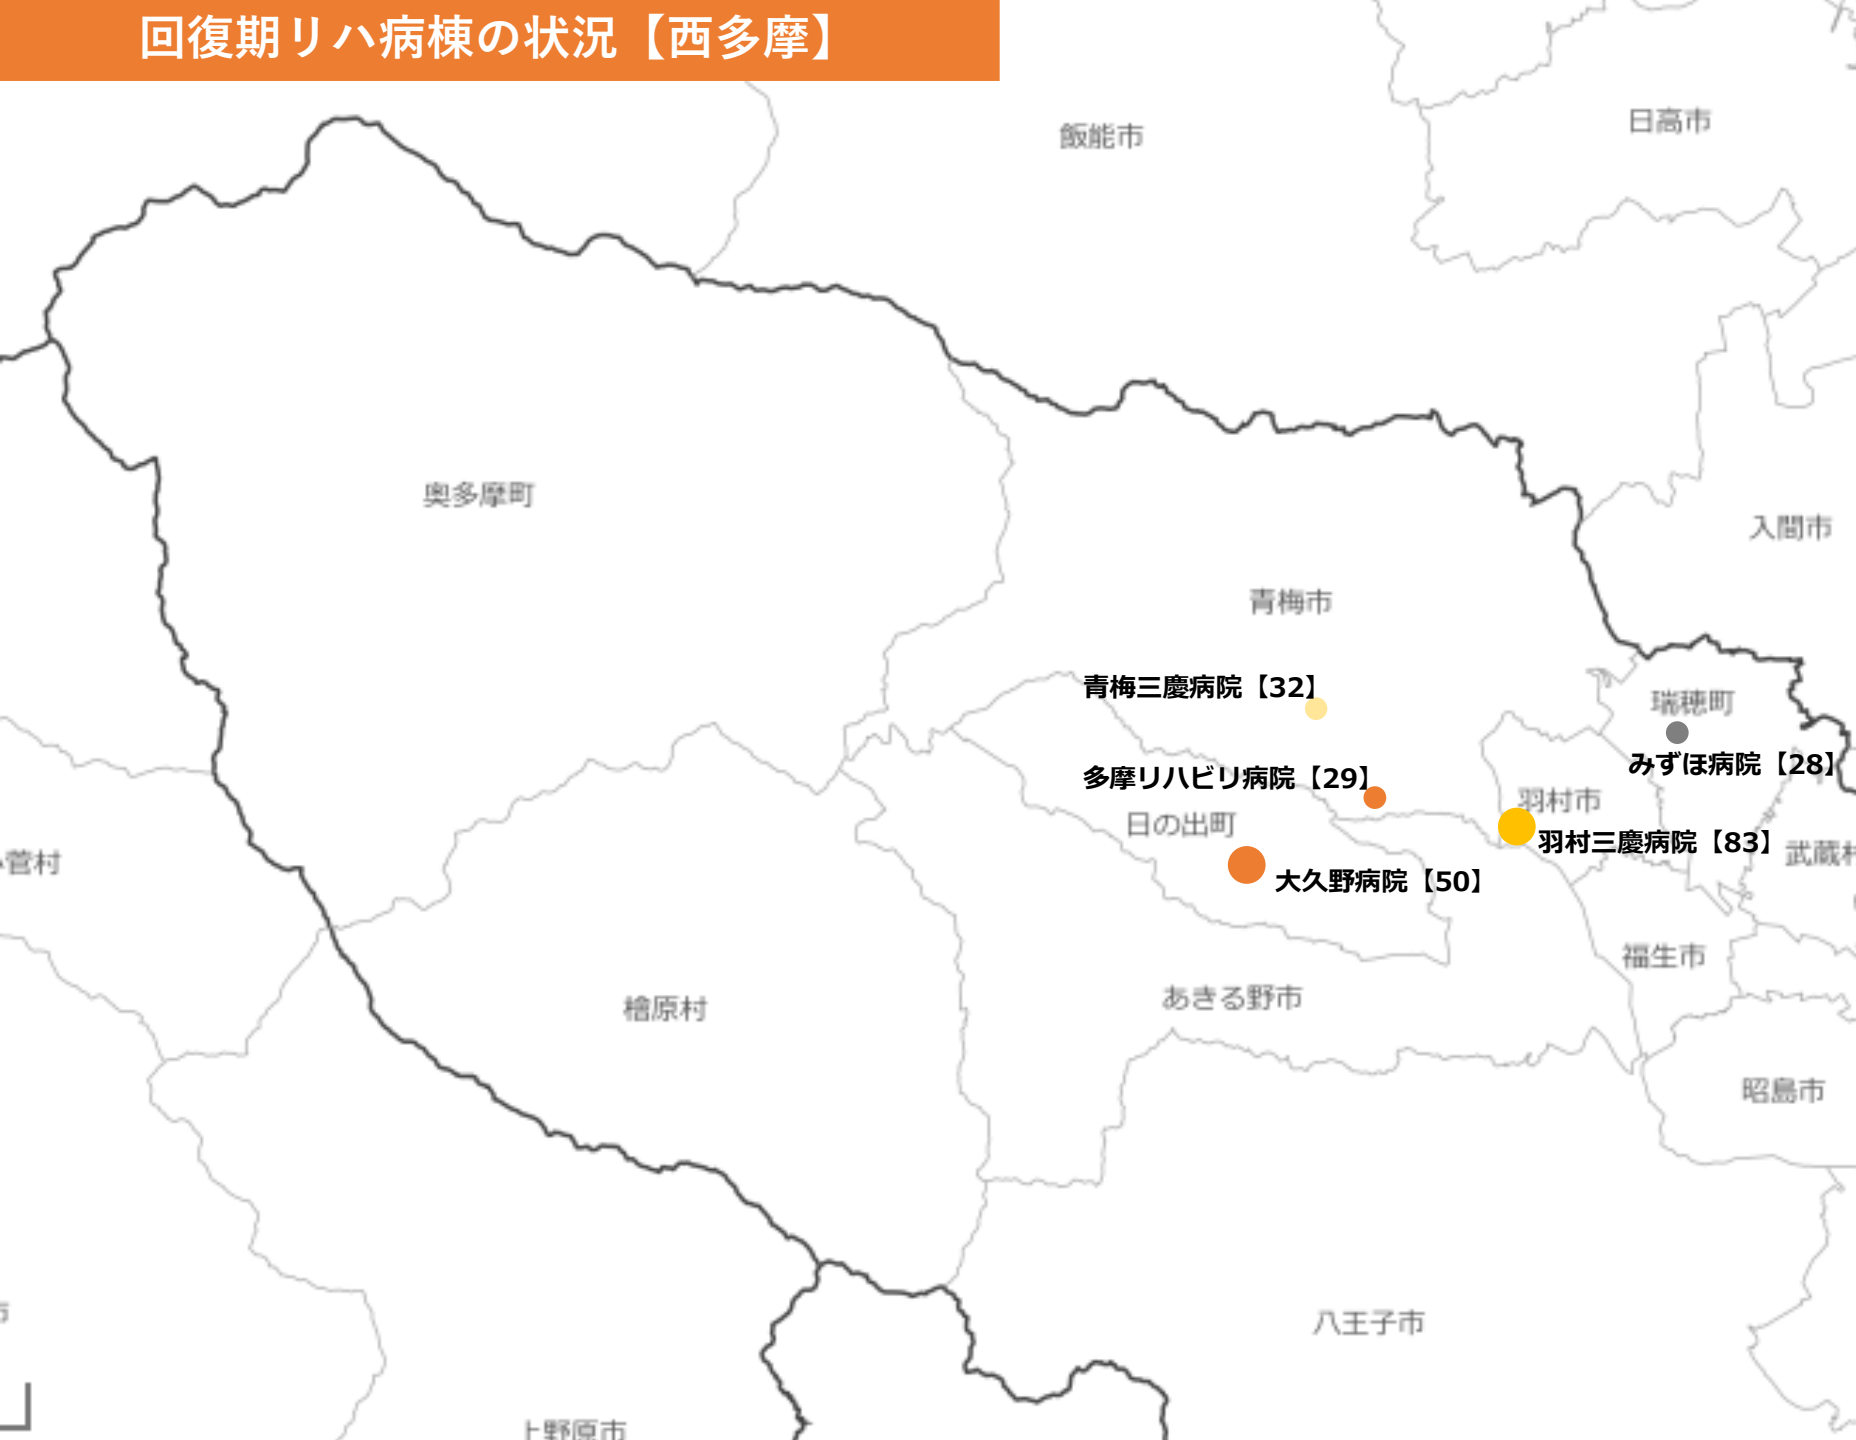 回復期リハ病棟の状況【西多摩】
日高市
飯能市
奥多摩町
入間市
青梅市
青梅三慶病院【32】
瑞穂町
みずほ病院【28】
多摩リハビリ病院【29】
羽村市
日の出町
羽村三慶病院【83】
武蔵村
菅村
大久野病院【50】
福生市
あきる野市
檜原村
昭島市
市
八王子市
上野原市